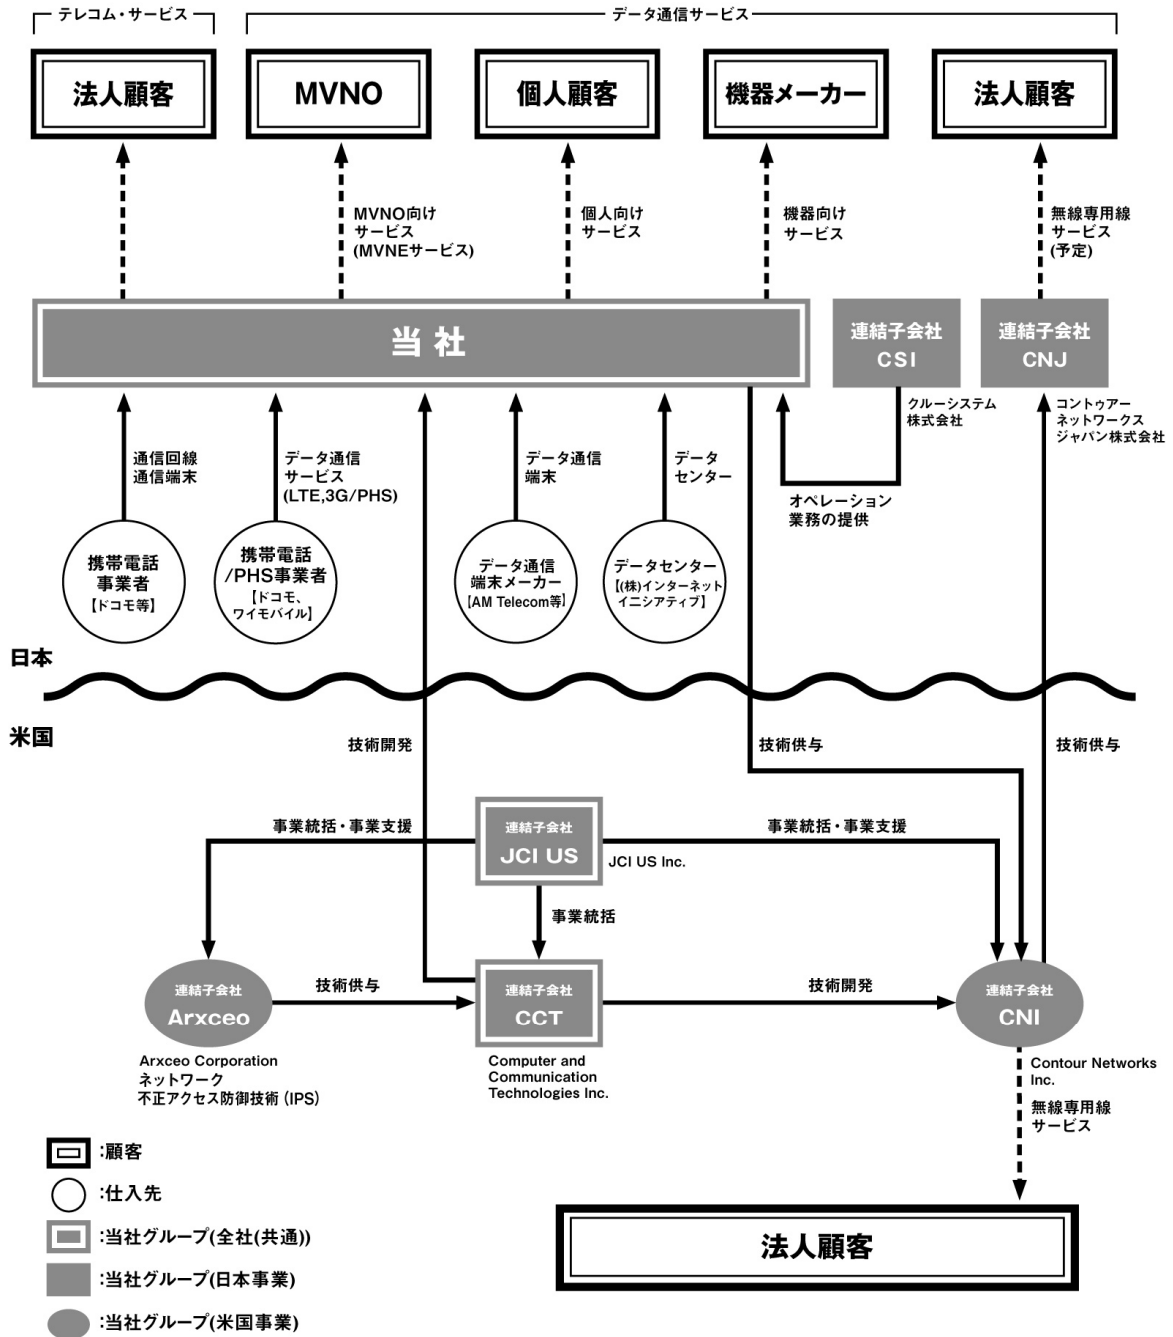 テレコム・サービス
データ通信サービス
法人顧客
MVNO
個人顧客
機器メーカー
法人顧客
MVNO向け
サービス
(MVNEサービス)
個人向け
サービス
機器向け
サービス
無線専用線
サービス
(予定)
当社
連結子会社
CSI
連結子会社
CNJ
クルーシステム
株式会社
コントゥアー
ネットワークス
ジャパン株式会社
通信回線
通信端末
データ通信
サービス
(LTE,3G/PHS)
データ通信
端末
データ
センター
オペレーション
業務の提供
携帯電話
事業者
【ドコモ等】
携帯電話
/PHS事業者
【ドコモ、
ワイモバイル】
データ通信
端末メーカー
【AM Telecom等】
データセンター
【(株)インターネット
イニシアティブ】
日本
米国
技術開発
技術供与
技術供与
事業統括・事業支援
連結子会社
JCI US
JCI US Inc.
事業統括・事業支援
事業統括
連結子会社
Arxceo
技術供与
連結子会社
CCT
技術開発
連結子会社
CNI
Arxceo Corporation
ネットワーク
不正アクセス防御技術(IPS)
Computer and
Communication
Technologies Inc.
Contour Networks
Inc.
無線専用線
サービス
法人顧客
:顧客
:仕入先
:当社グループ(全社(共通))
:当社グループ(日本事業)
:当社グループ(米国事業)